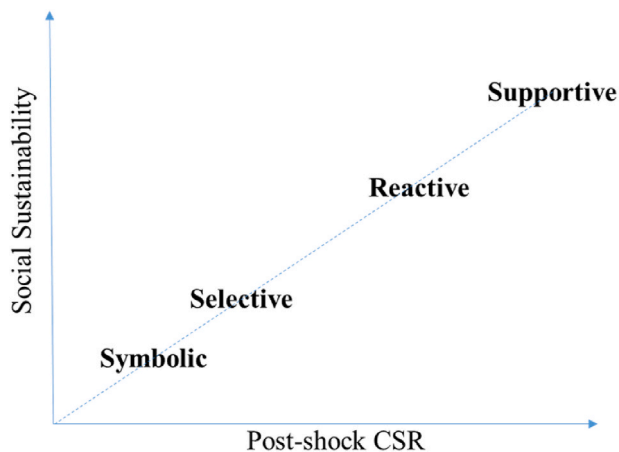 Supportive
Reactive
Selective
Symbolic
Social Sustainability
Post-shock CSR